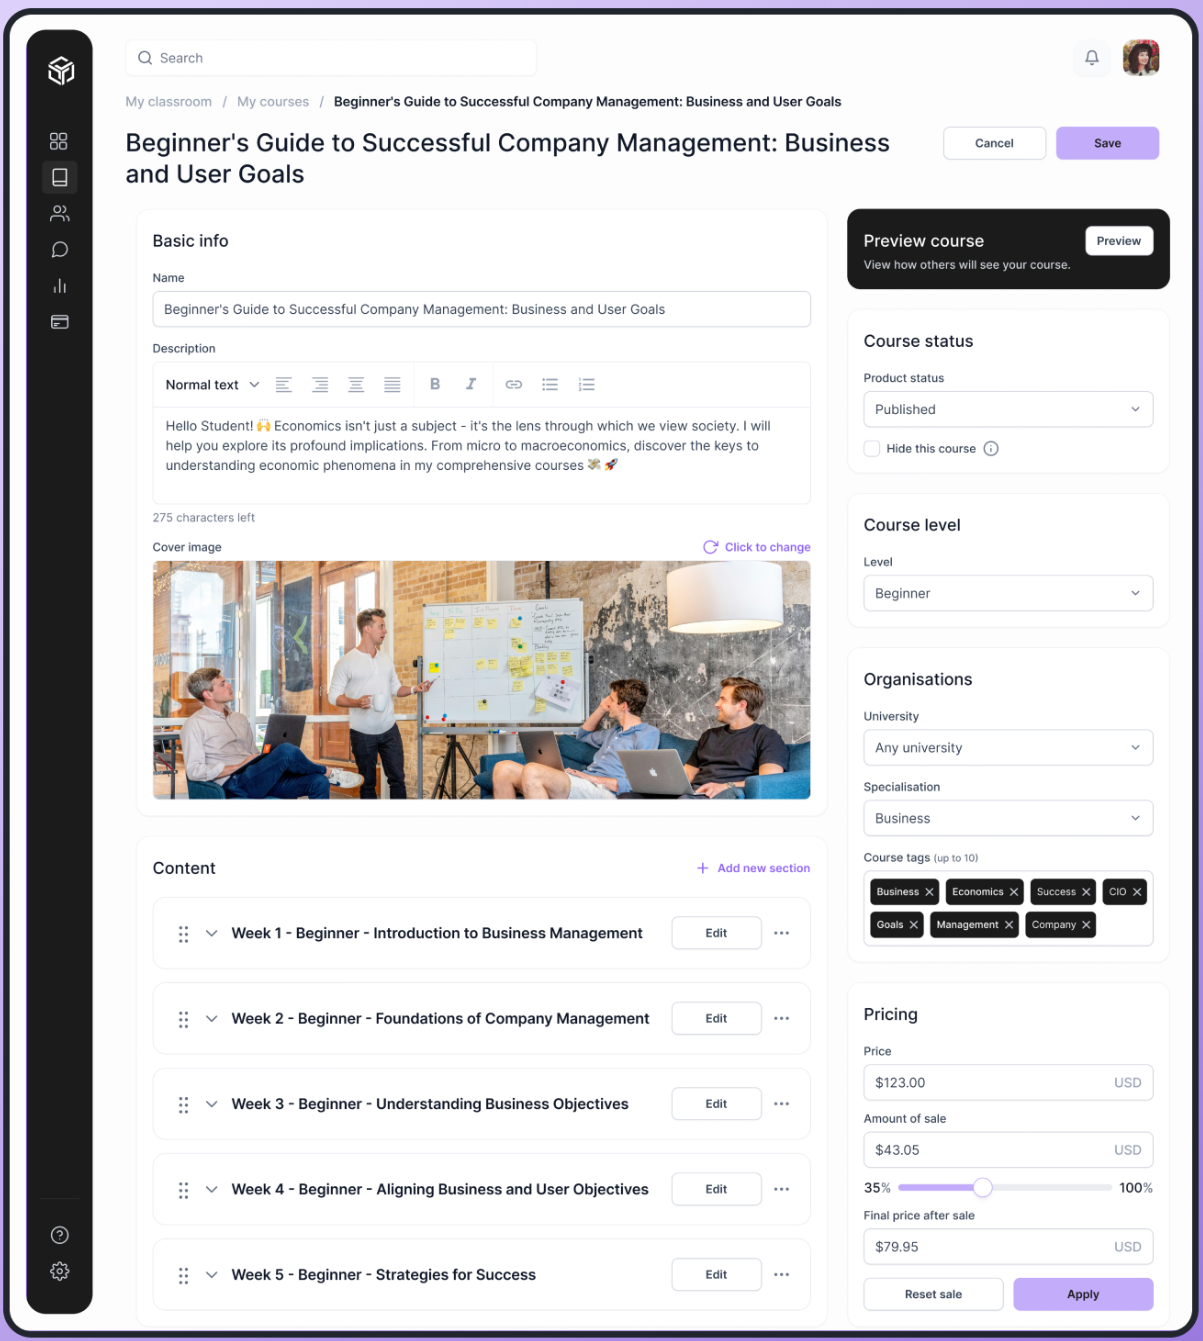 Search
My classroom / My courses / Beginner's Guide to Successful Company Management: Business and User Goals
Beginner's Guide to Successful Company Management: Business
and User Goals
Cancel
Save
Basic info
Name
Beginner's Guide to Successful Company Management: Business and User Goals
Description
Normal text
B I
Hello Student! 🙌 Economics isn't just a subject - it's the lens through which we view society. I will
help you explore its profound implications. From micro to macroeconomics, discover the keys to
understanding economic phenomena in my comprehensive courses 💸 🚀
275 characters left
Cover image
Click to change
Content
+ Add new section
Week 1 - Beginner - Introduction to Business Management
Edit
Week 2 - Beginner - Foundations of Company Management
Edit
Week 3 - Beginner - Understanding Business Objectives
Edit
Week 4 - Beginner - Aligning Business and User Objectives
Edit
Week 5 - Beginner - Strategies for Success
Edit
Preview course
View how others will see your course.
Preview
Course status
Product status
Published
Hide this course
Course level
Level
Beginner
Organisations
University
Any university
Specialisation
Business
Course tags (up to 10)
Business Economics Success CIO
Goals Management Company
Pricing
Price
$123.00 USD
Amount of sale
$43.05 USD
35% 100%
Final price after sale
$79.95 USD
Reset sale
Apply